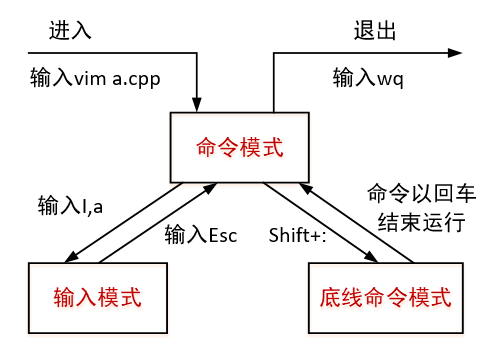 进入
退出
输入vim a.cpp
输入wq
命令模式
输入I,a
输入Esc
Shift+:
命令以回车
结束运行
输入模式
底线命令模式